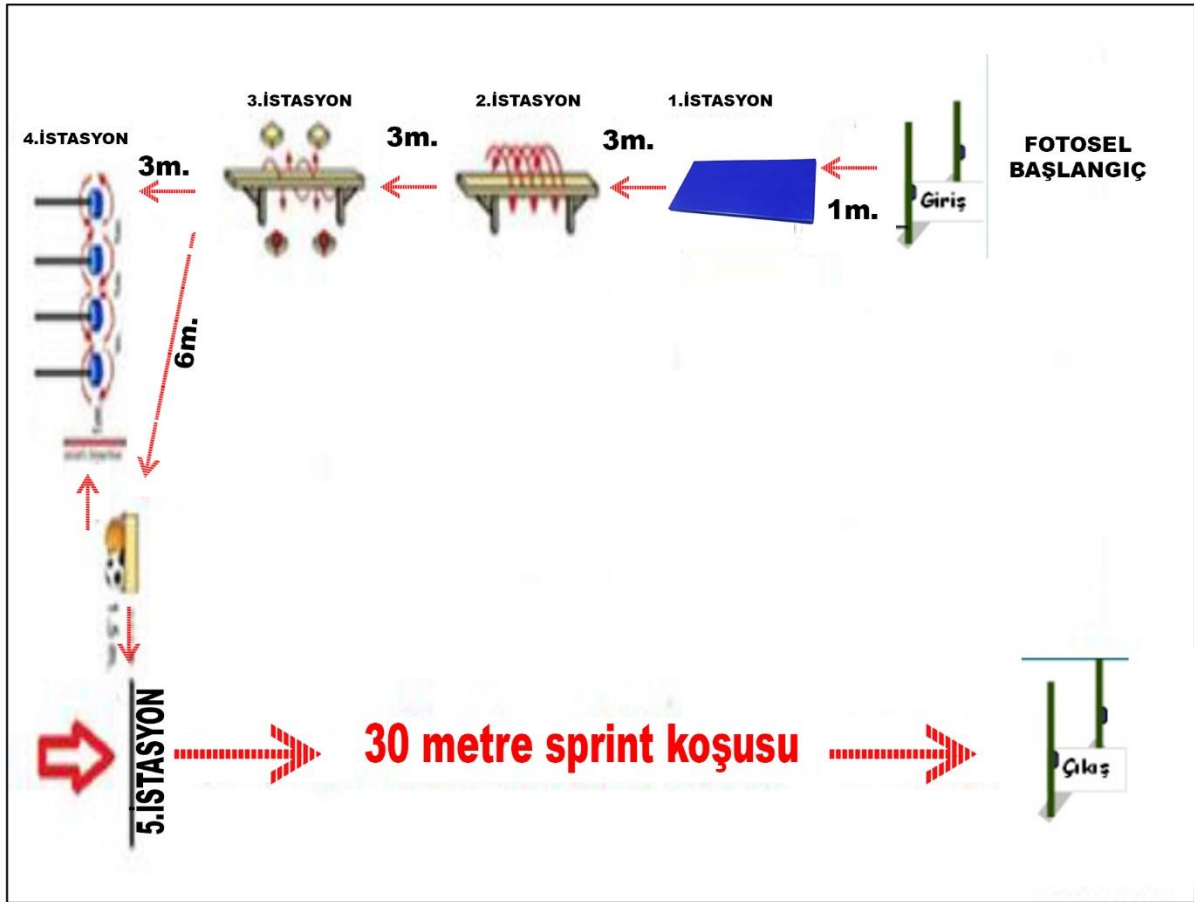 3.İSTASYON
2.İSTASYON
1.İSTASYON
4.İSTASYON
3m.
3m.
3m.
1m.
Giriş
FOTOSEL
BAŞLANGIÇ
6m.
5.İSTASYON
30 metre sprint koşusu
Çıkış